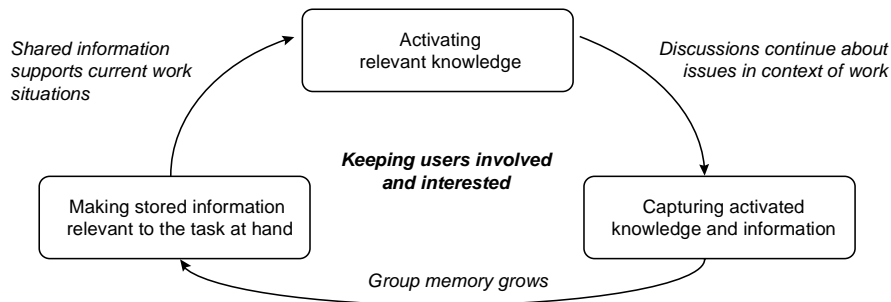 Activating
relevant knowledge
Shared information
supports current work
situations
Discussions continue about
issues in context of work
Keeping users involved
and interested
Making stored information
relevant to the task at hand
Capturing activated
knowledge and information
Group memory grows